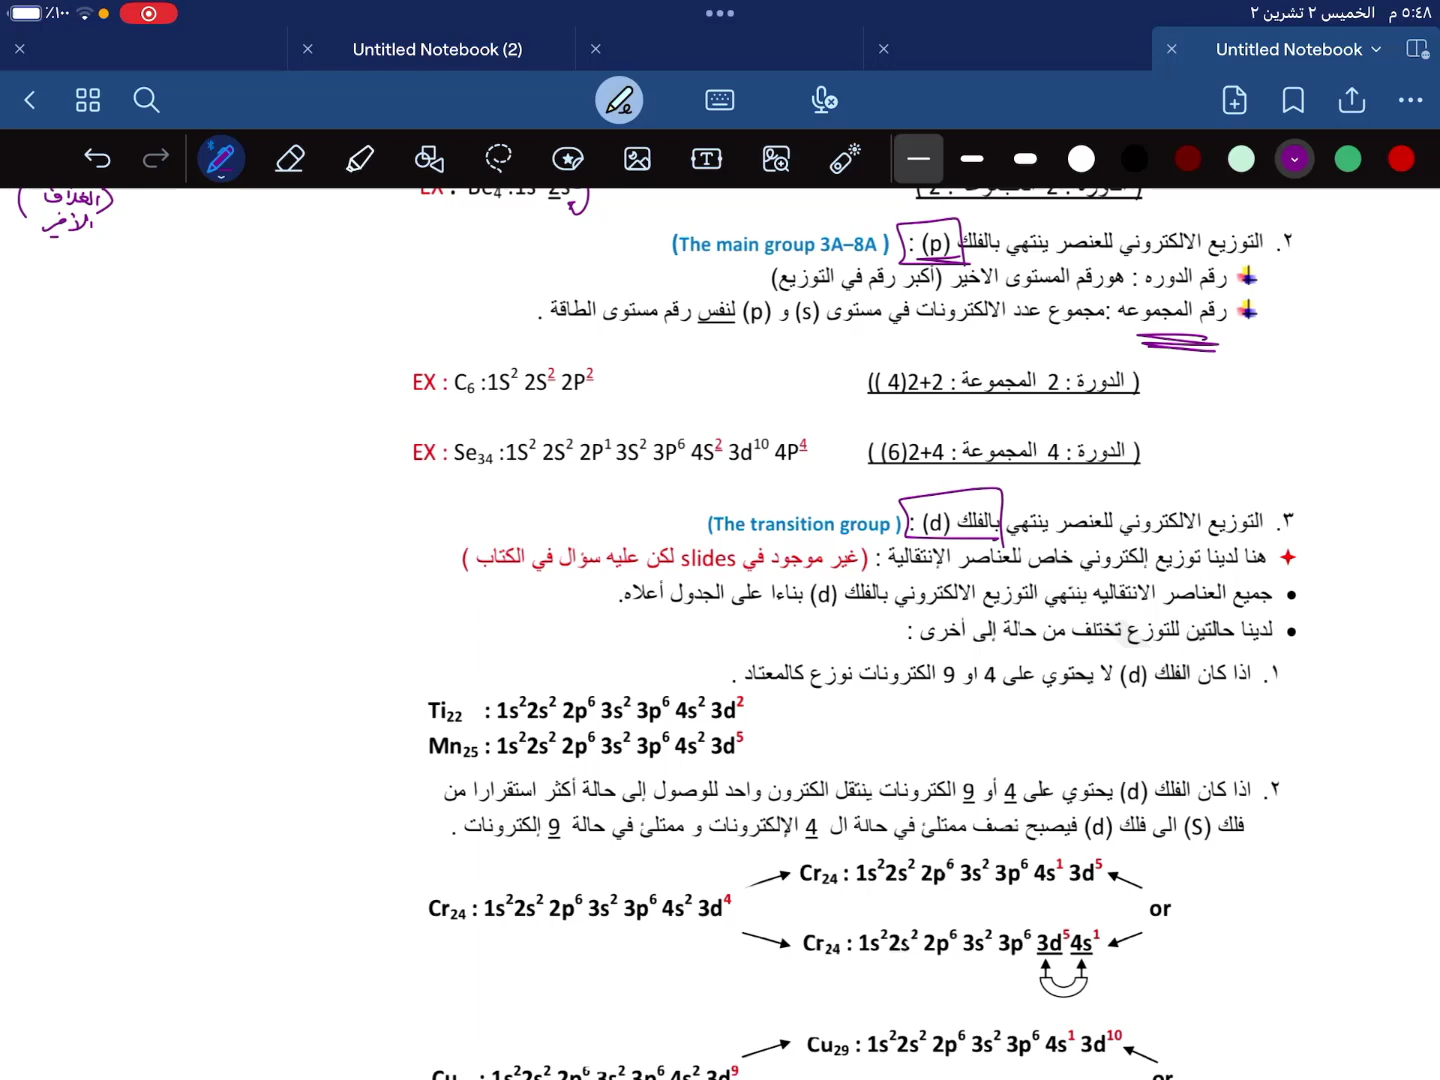 ٪١٠٠ ٥:٤٨ م الخميس ٢ تشرين ٢
Untitled Notebook (2) Untitled Notebook
الغلاف
الأخير
٢. التوزيع الالكتروني للعنصر ينتهي بالفلك (p) : (The main group 3A–8A )
رقم الدوره : هورقم المستوى الاخير (أكبر رقم في التوزيع)
رقم المجموعه :مجموع عدد الالكترونات في مستوى (s) و (p) لنفس رقم مستوى الطاقة .
EX : C₆ :1S² 2S² 2P² ( الدورة : 2 المجموعة : 2+2(4 ))
EX : Se₃₄ :1S² 2S² 2P¹ 3S² 3P⁶ 4S² 3d¹⁰ 4P⁴ ( الدورة : 4 المجموعة : 4+2(6) )
٣. التوزيع الالكتروني للعنصر ينتهي بالفلك (d) : (The transition group )
هنا لدينا توزيع إلكتروني خاص للعناصر الإنتقالية : (غير موجود في slides لكن عليه سؤال في الكتاب )
• جميع العناصر الانتقاليه ينتهي التوزيع الالكتروني بالفلك (d) بناءا على الجدول أعلاه.
• لدينا حالتين للتوزع تختلف من حالة إلى أخرى :
١. اذا كان الفلك (d) لا يحتوي على 4 او 9 الكترونات نوزع كالمعتاد .
Ti₂₂ : 1s²2s² 2p⁶ 3s² 3p⁶ 4s² 3d²
Mn₂₅ : 1s²2s² 2p⁶ 3s² 3p⁶ 4s² 3d⁵
٢. اذا كان الفلك (d) يحتوي على 4 أو 9 الكترونات ينتقل الكترون واحد للوصول إلى حالة أكثر استقرارا من
فلك (S) الى فلك (d) فيصبح نصف ممتلئ في حالة ال 4 الإلكترونات و ممتلئ في حالة 9 إلكترونات .
Cr₂₄ : 1s²2s² 2p⁶ 3s² 3p⁶ 4s¹ 3d⁵
Cr₂₄ : 1s²2s² 2p⁶ 3s² 3p⁶ 4s² 3d⁴ or
Cr₂₄ : 1s²2s² 2p⁶ 3s² 3p⁶ 3d⁵4s¹
Cu₂₉ : 1s²2s² 2p⁶ 3s² 3p⁶ 4s¹ 3d¹⁰